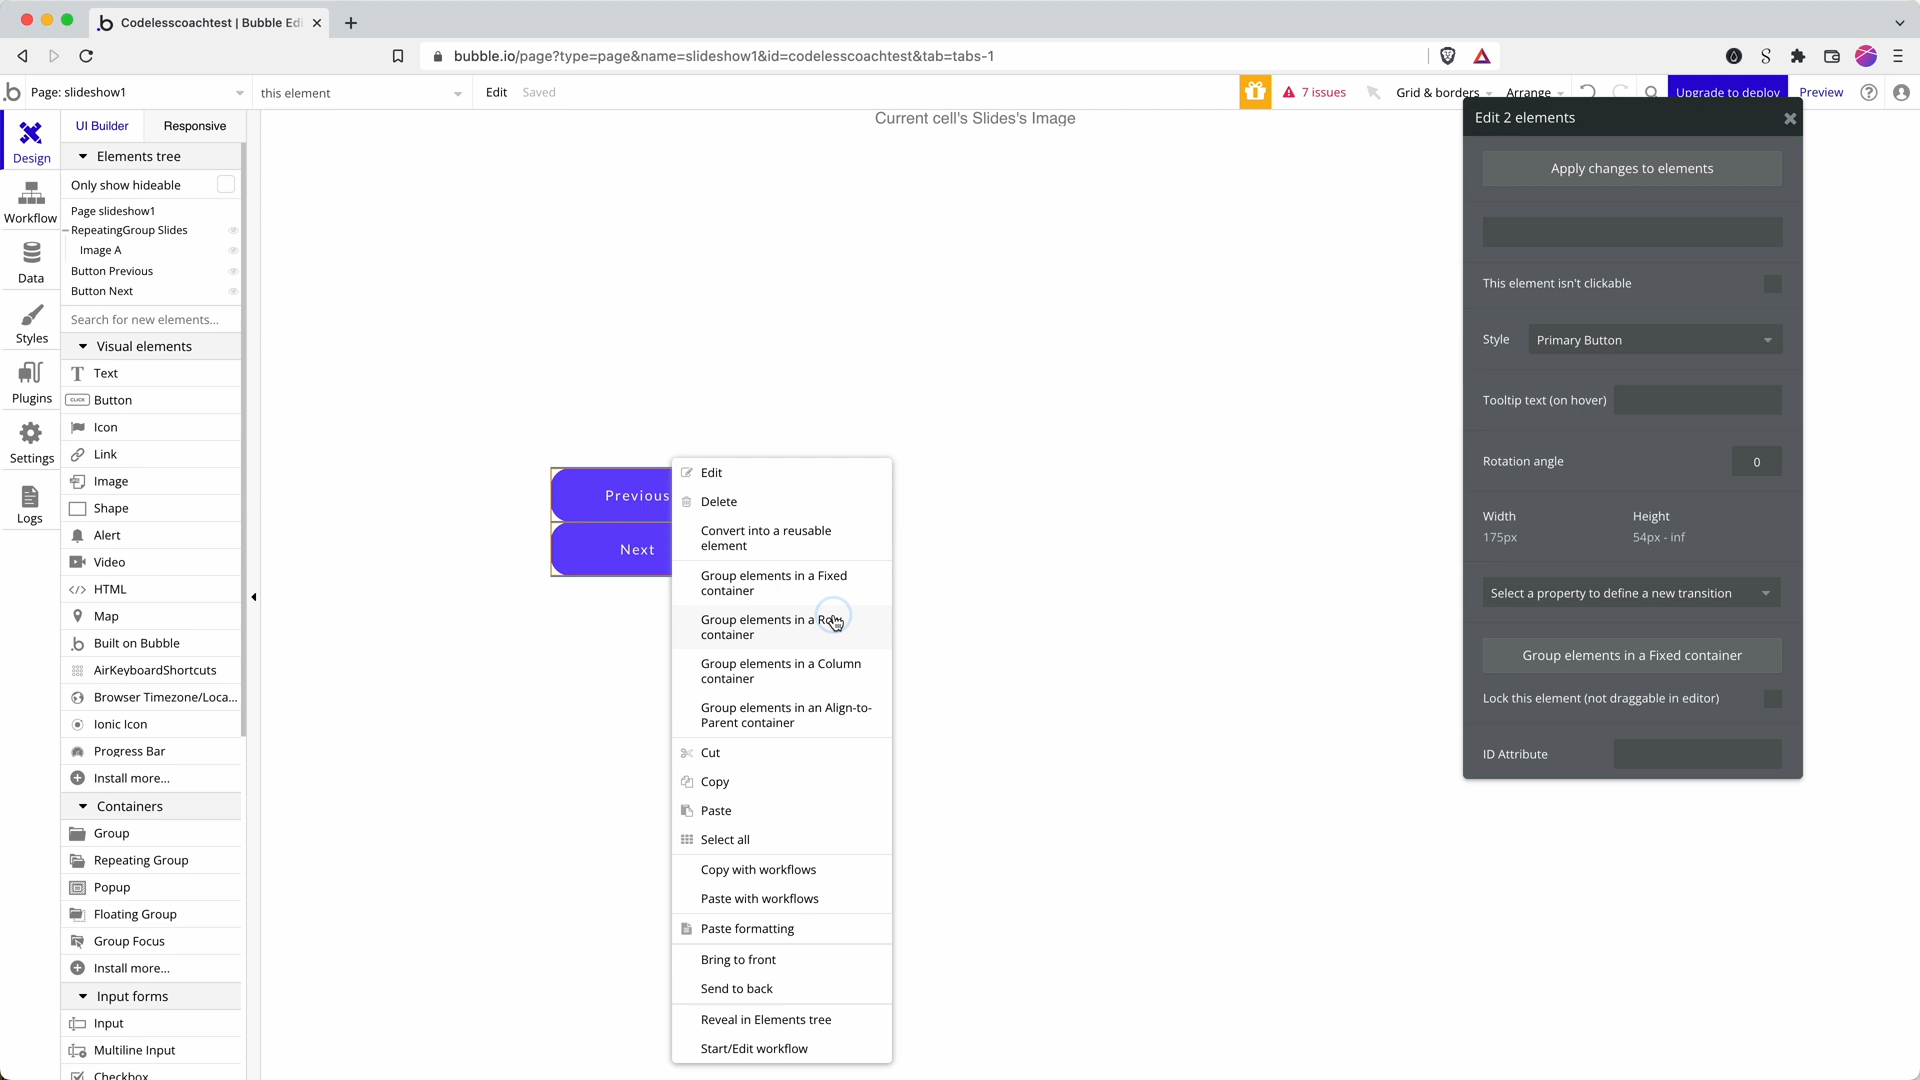 Codelesscoachtest | Bubble Edi
bubble.io/page?type=page&name=slideshow1&id=codelesscoachtest&tab=tabs-1
Page: slideshow1
this element
Edit
Saved
7 issues
Grid & borders
Arrange
Upgrade to deploy
Preview
UI Builder
Responsive
Current cell's Slides's Image
Design
Workflow
Data
Styles
Plugins
Settings
Logs
Elements tree
Only show hideable
Page slideshow1
RepeatingGroup Slides
Image A
Button Previous
Button Next
Search for new elements...
Visual elements
Text
CLICK Button
Icon
Link
Image
Shape
Alert
Video
</> HTML
Map
Built on Bubble
AirKeyboardShortcuts
Browser Timezone/Loca...
Ionic Icon
Progress Bar
Install more...
Containers
Group
Repeating Group
Popup
Floating Group
Group Focus
Install more...
Input forms
Input
Multiline Input
Checkbox
Previous
Next
Edit
Delete
Convert into a reusable
element
Group elements in a Fixed
container
Group elements in a Row
container
Group elements in a Column
container
Group elements in an Align-to-
Parent container
Cut
Copy
Paste
Select all
Copy with workflows
Paste with workflows
Paste formatting
Bring to front
Send to back
Reveal in Elements tree
Start/Edit workflow
Edit 2 elements
Apply changes to elements
This element isn't clickable
Style
Primary Button
Tooltip text (on hover)
Rotation angle
0
Width
Height
175px
54px - inf
Select a property to define a new transition
Group elements in a Fixed container
Lock this element (not draggable in editor)
ID Attribute